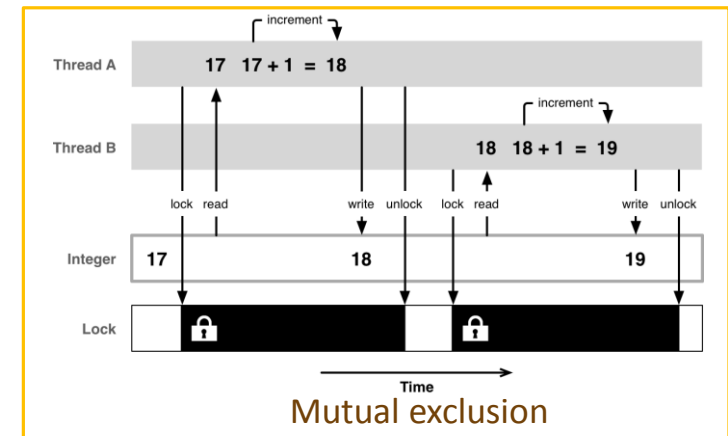 increment
Thread A 17 17 + 1 = 18
increment
Thread B 18 18 + 1 = 19
lock read write unlock lock read write unlock
Integer 17 18 19
Lock
Time
Mutual exclusion